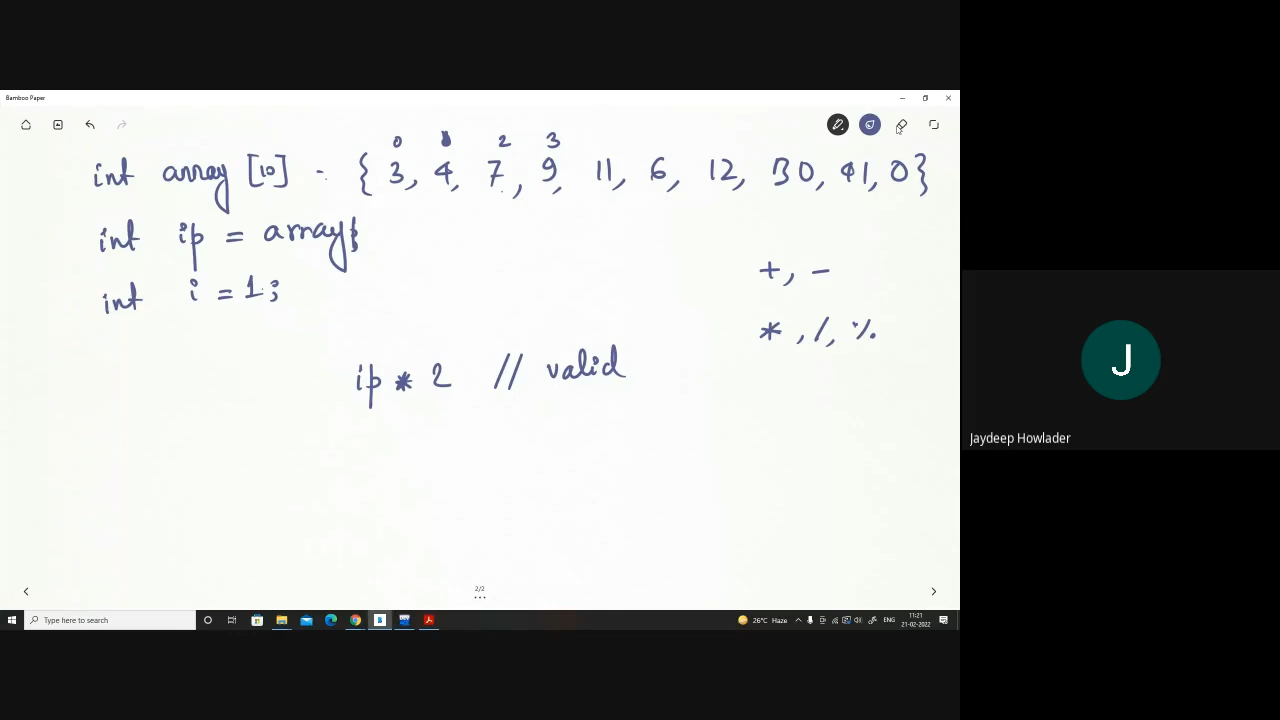 Bamboo Paper
0 1 2 3
int array [10] = {3, 4, 7, 9, 11, 6, 12, 30, 41, 0}
int ip = array;
int i = 1;
+, -
*, /, %
ip * 2 // valid
Jaydeep Howlader
2/2
Type here to search
26°C Haze
ENG
11:21
21-02-2022
J